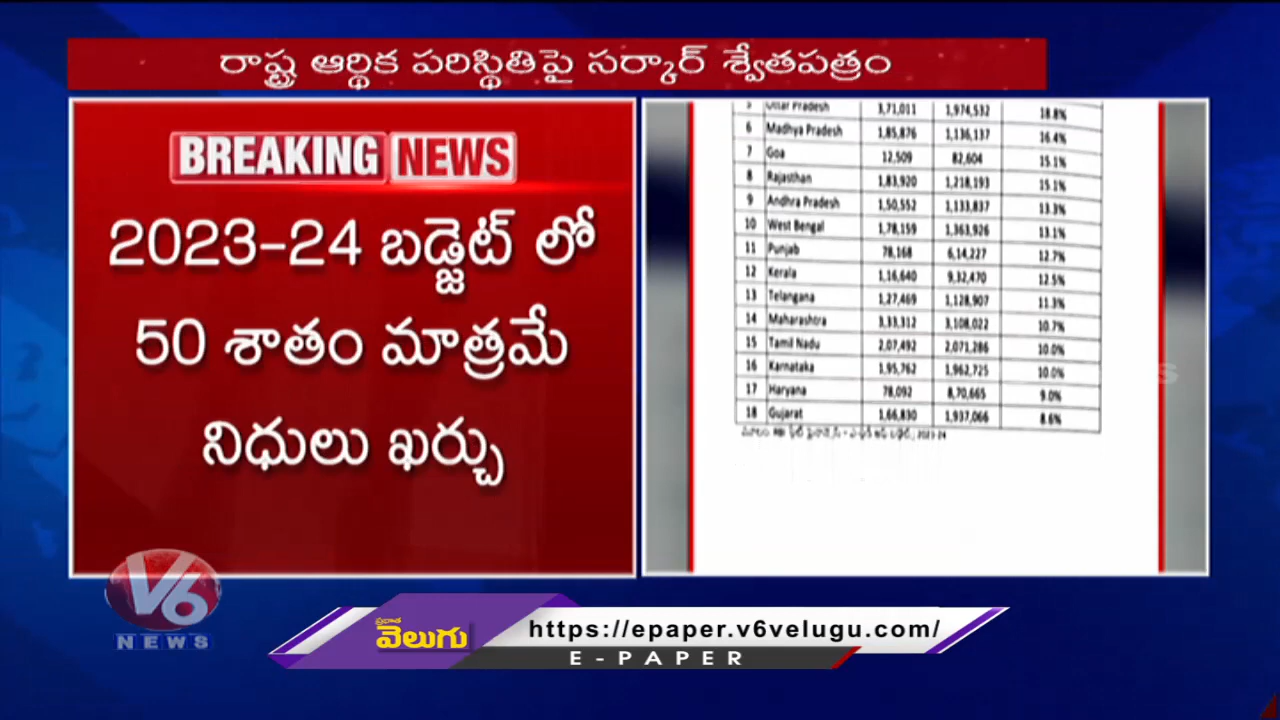 రాష్ట్ర ఆర్థిక పరిస్థితిపై సర్కార్ శ్వేతపత్రం
BREAKING NEWS
2023-24 బడ్జెట్ లో
50 శాతం మాత్రమే
నిధులు ఖర్చు
5 Uttar Pradesh 3,71,011 1,974,532 18.8%
6 Madhya Pradesh 1,85,876 1,136,137 16.4%
7 Goa 12,509 82,604 15.1%
8 Rajasthan 1,83,920 1,218,193 15.1%
9 Andhra Pradesh 1,50,552 1,133,837 13.3%
10 West Bengal 1,78,159 1,363,926 13.1%
11 Punjab 78,168 6,14,227 12.7%
12 Kerala 1,16,640 9,32,470 12.5%
13 Telangana 1,27,469 1,128,907 11.3%
14 Maharashtra 3,33,312 3,108,022 10.7%
15 Tamil Nadu 2,07,492 2,071,286 10.0%
16 Karnataka 1,95,762 1,962,725 10.0%
17 Haryana 78,092 8,70,665 9.0%
18 Gujarat 1,66,830 1,937,066 8.6%
V6
NEWS
ప్రభాత
వెలుగు
https://epaper.v6velugu.com/
E-PAPER